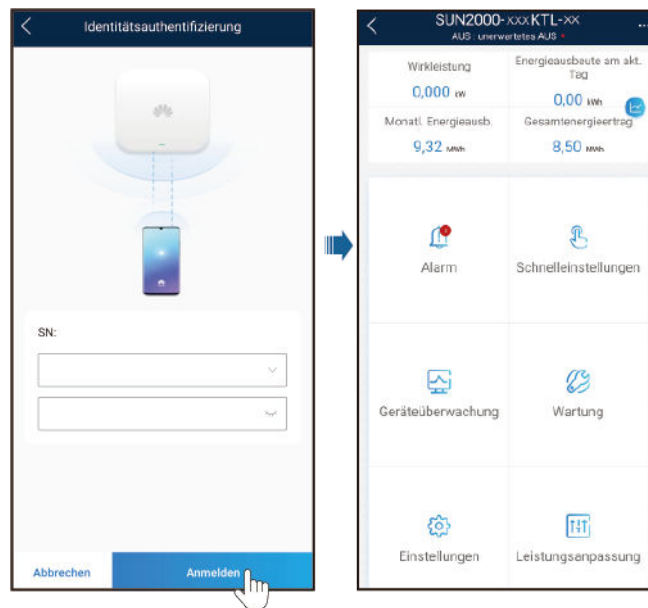 Identitätsauthentifizierung
SN:
Abbrechen
Anmelden
SUN2000-xxxKTL-xx
AUS : unerwartetes AUS
Wirkleistung
0,000 kW
Energieausbeute am akt.
Tag
0,00 kWh
Monatl. Energieausb.
9,32 MWh
Gesamtenergieertrag
8,50 MWh
Alarm
Schnelleinstellungen
Geräteüberwachung
Wartung
Einstellungen
Leistungsanpassung